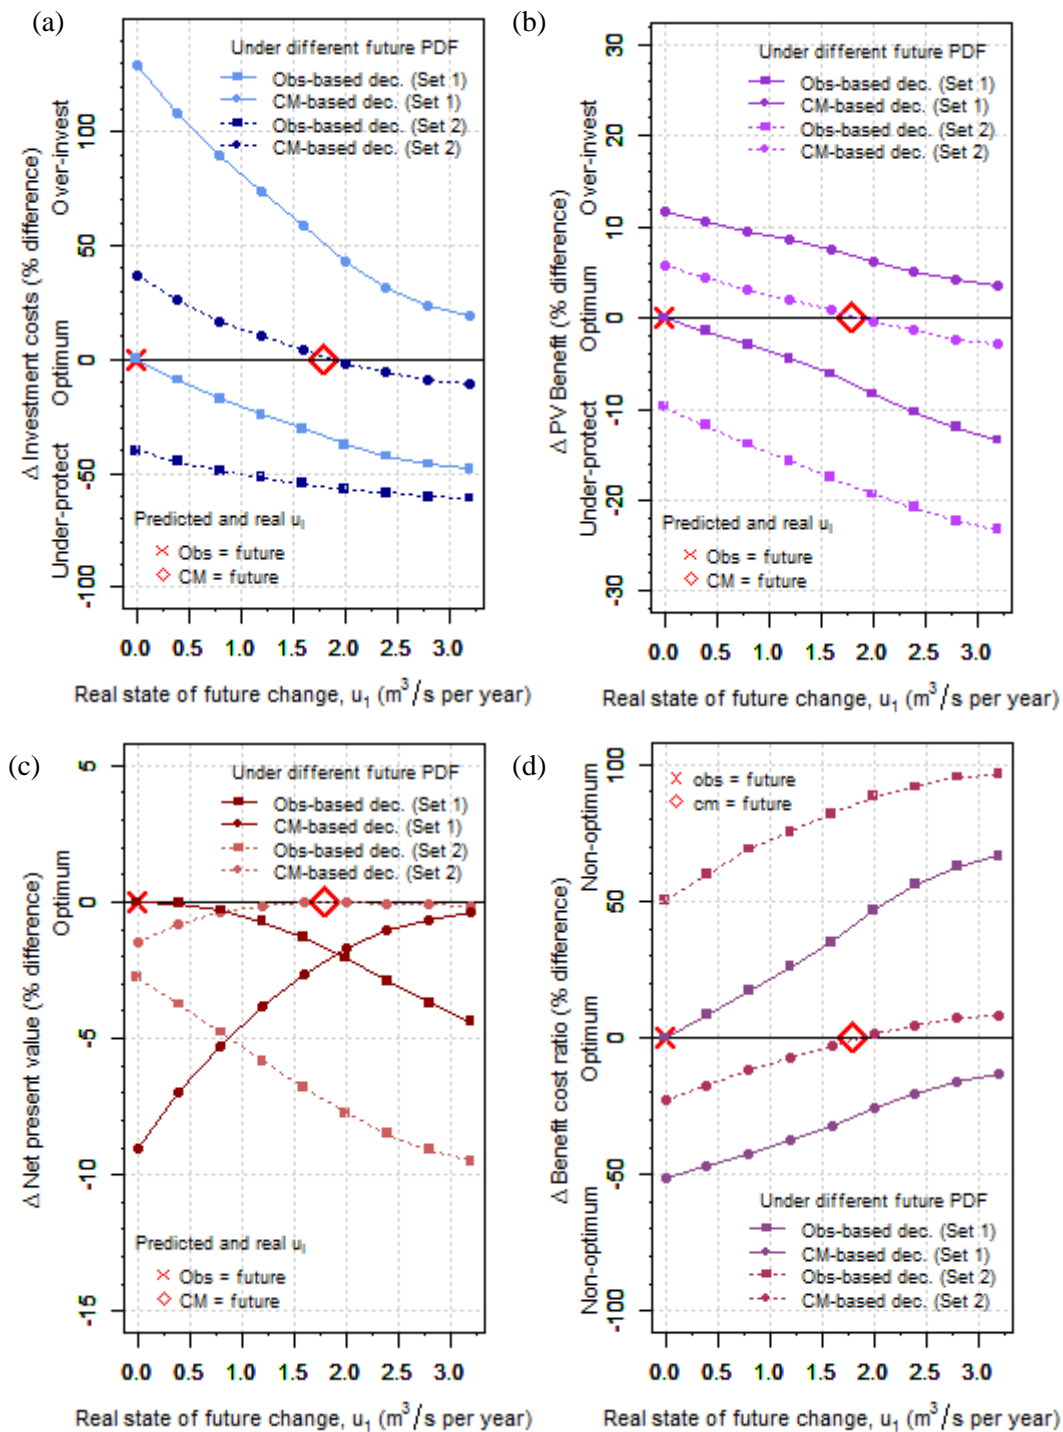 (a)
Under different future PDF
Obs-based dec. (Set 1)
CM-based dec. (Set 1)
Obs-based dec. (Set 2)
CM-based dec. (Set 2)
Δ Investment costs (% difference)
Under-protect Optimum Over-invest
100
50
0
-50
-100
Predicted and real uI
Obs = future
CM = future
0.0 0.5 1.0 1.5 2.0 2.5 3.0
Real state of future change, u1 (m³/s per year)
(b)
Under different future PDF
Obs-based dec. (Set 1)
CM-based dec. (Set 1)
Obs-based dec. (Set 2)
CM-based dec. (Set 2)
Δ PV Benefit (% difference)
Under-protect Optimum Over-invest
30
20
10
0
-10
-20
-30
Predicted and real uI
Obs = future
CM = future
0.0 0.5 1.0 1.5 2.0 2.5 3.0
Real state of future change, u1 (m³/s per year)
(c)
Under different future PDF
Obs-based dec. (Set 1)
CM-based dec. (Set 1)
Obs-based dec. (Set 2)
CM-based dec. (Set 2)
Δ Net present value (% difference)
Optimum
5
0
-5
-10
-15
Predicted and real uI
Obs = future
CM = future
0.0 0.5 1.0 1.5 2.0 2.5 3.0
Real state of future change, u1 (m³/s per year)
(d)
obs = future
cm = future
Δ Benefit cost ratio (% difference)
Non-optimum Optimum Non-optimum
100
50
0
-50
-100
Under different future PDF
Obs-based dec. (Set 1)
CM-based dec. (Set 1)
Obs-based dec. (Set 2)
CM-based dec. (Set 2)
0.0 0.5 1.0 1.5 2.0 2.5 3.0
Real state of future change, u1 (m³/s per year)